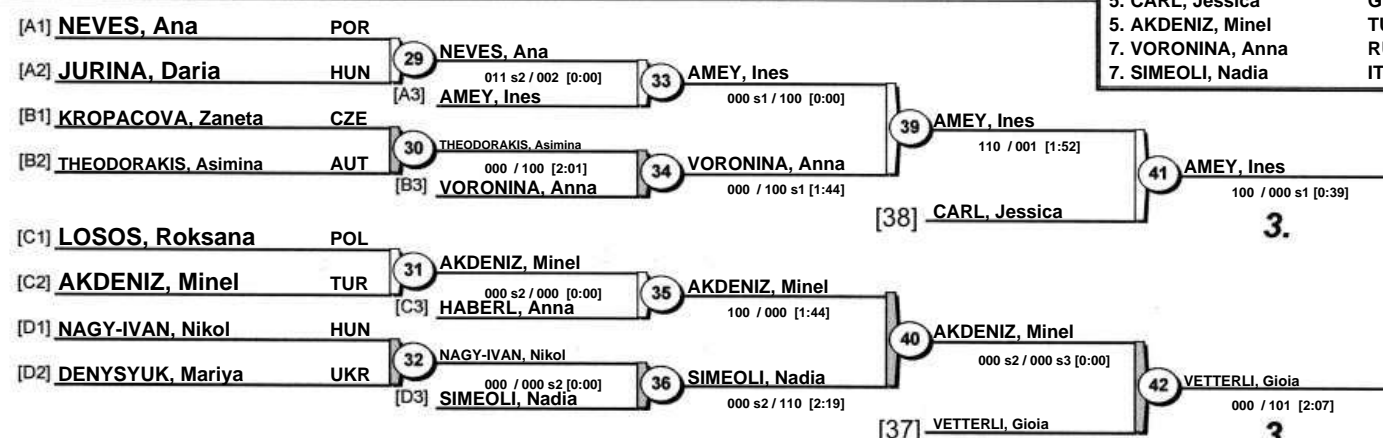 5. CARL, Jessica G
5. AKDENIZ, Minel TU
7. VORONINA, Anna RU
7. SIMEOLI, Nadia IT
[A1] NEVES, Ana POR
[A2] JURINA, Daria HUN
29
NEVES, Ana
011 s2 / 002 [0:00]
[A3] AMEY, Ines
33
AMEY, Ines
000 s1 / 100 [0:00]
[B1] KROPACOVA, Zaneta CZE
[B2] THEODORAKIS, Asimina AUT
30
THEODORAKIS, Asimina
000 / 100 [2:01]
[B3] VORONINA, Anna
34
VORONINA, Anna
000 / 100 s1 [1:44]
39
AMEY, Ines
110 / 001 [1:52]
[38] CARL, Jessica
41
AMEY, Ines
100 / 000 s1 [0:39]
3.
[C1] LOSOS, Roksana POL
[C2] AKDENIZ, Minel TUR
31
AKDENIZ, Minel
000 s2 / 000 [0:00]
[C3] HABERL, Anna
35
AKDENIZ, Minel
100 / 000 [1:44]
[D1] NAGY-IVAN, Nikol HUN
[D2] DENYSYUK, Mariya UKR
32
NAGY-IVAN, Nikol
000 / 000 s2 [0:00]
[D3] SIMEOLI, Nadia
36
SIMEOLI, Nadia
000 s2 / 110 [2:19]
40
AKDENIZ, Minel
000 s2 / 000 s3 [0:00]
[37] VETTERLI, Gioia
42
VETTERLI, Gioia
000 / 101 [2:07]
3